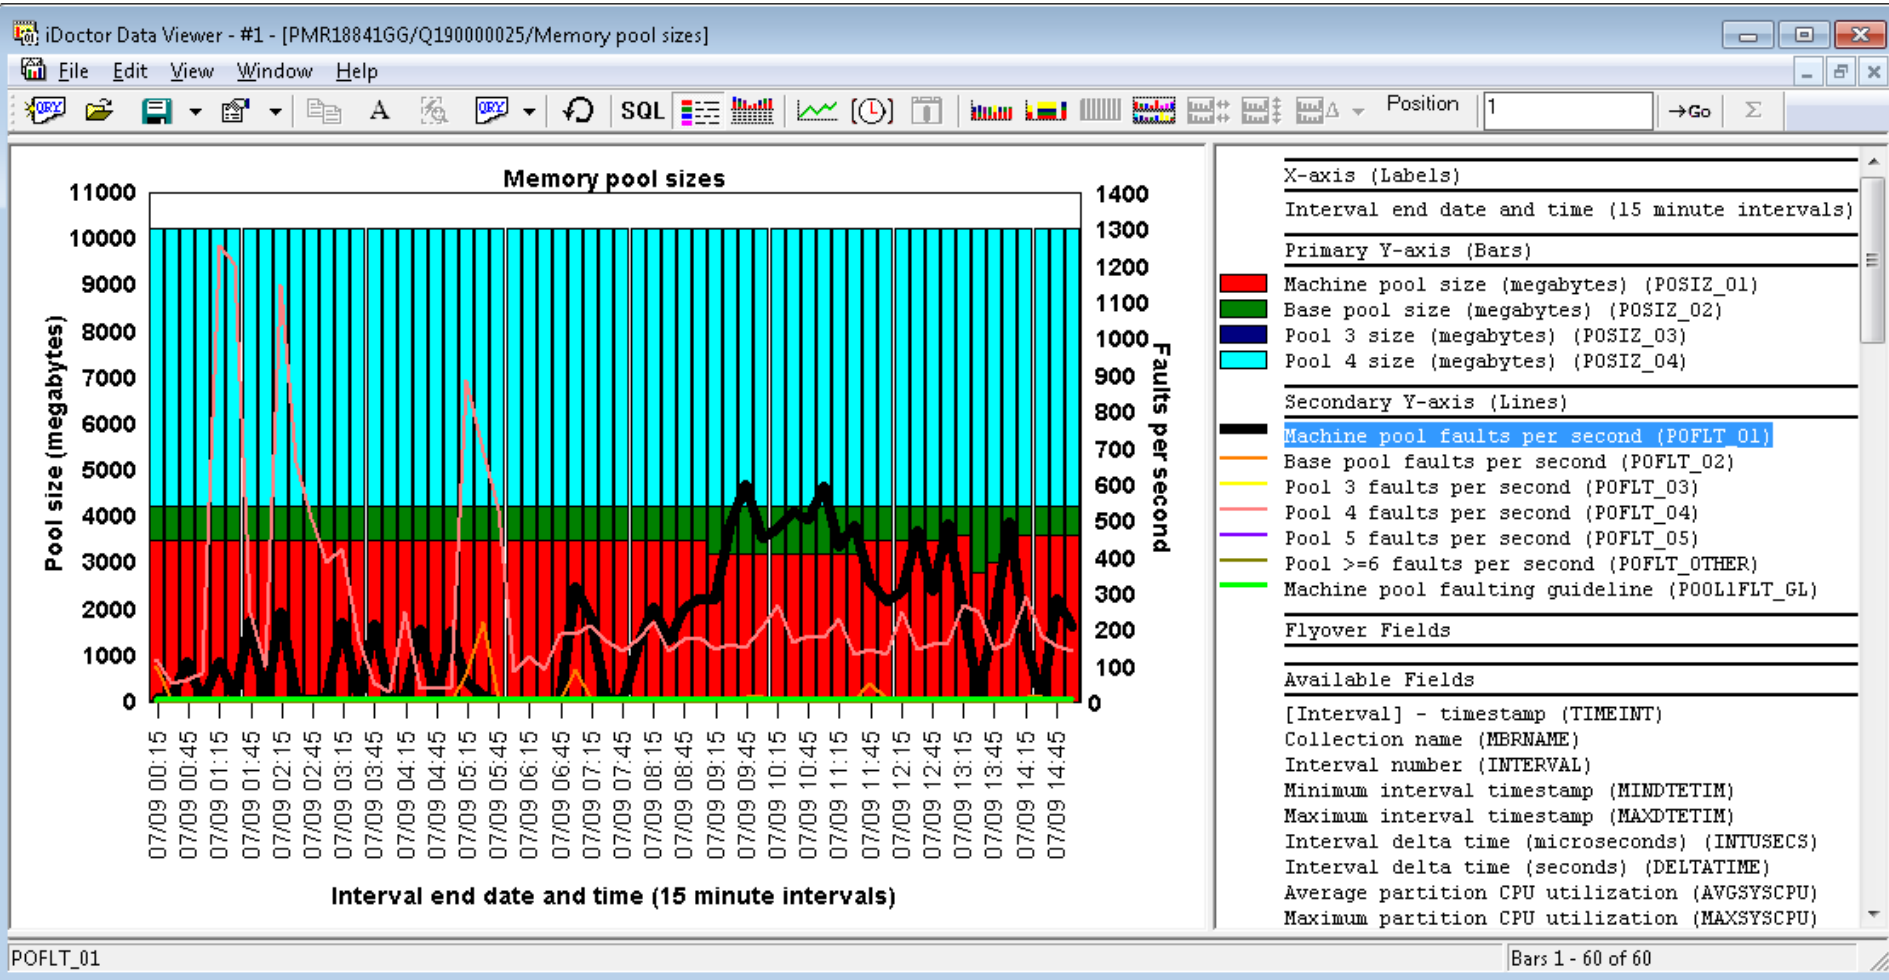 iDoctor Data Viewer - #1 - [PMR18841GG/Q190000025/Memory pool sizes]
File Edit View Window Help
QRY A QRY SQL Position 1 →Go Σ
Memory pool sizes
11000
10000
9000
8000
7000
6000
5000
4000
3000
2000
1000
0
Pool size (megabytes)
1400
1300
1200
1100
1000
900
800
700
600
500
400
300
200
100
0
Faults per second
07/09 00:15
07/09 00:45
07/09 01:15
07/09 01:45
07/09 02:15
07/09 02:45
07/09 03:15
07/09 03:45
07/09 04:15
07/09 04:45
07/09 05:15
07/09 05:45
07/09 06:15
07/09 06:45
07/09 07:15
07/09 07:45
07/09 08:15
07/09 08:45
07/09 09:15
07/09 09:45
07/09 10:15
07/09 10:45
07/09 11:15
07/09 11:45
07/09 12:15
07/09 12:45
07/09 13:15
07/09 13:45
07/09 14:15
07/09 14:45
Interval end date and time (15 minute intervals)
X-axis (Labels)
Interval end date and time (15 minute intervals)
Primary Y-axis (Bars)
Machine pool size (megabytes) (POSIZ_01)
Base pool size (megabytes) (POSIZ_02)
Pool 3 size (megabytes) (POSIZ_03)
Pool 4 size (megabytes) (POSIZ_04)
Secondary Y-axis (Lines)
Machine pool faults per second (POFLT_01)
Base pool faults per second (POFLT_02)
Pool 3 faults per second (POFLT_03)
Pool 4 faults per second (POFLT_04)
Pool 5 faults per second (POFLT_05)
Pool >=6 faults per second (POFLT_OTHER)
Machine pool faulting guideline (POOL1FLT_GL)
Flyover Fields
Available Fields
[Interval] - timestamp (TIMEINT)
Collection name (MBRNAME)
Interval number (INTERVAL)
Minimum interval timestamp (MINDTETIM)
Maximum interval timestamp (MAXDTETIM)
Interval delta time (microseconds) (INTUSECS)
Interval delta time (seconds) (DELTATIME)
Average partition CPU utilization (AVGSYSCPU)
Maximum partition CPU utilization (MAXSYSCPU)
POFLT_01
Bars 1 - 60 of 60